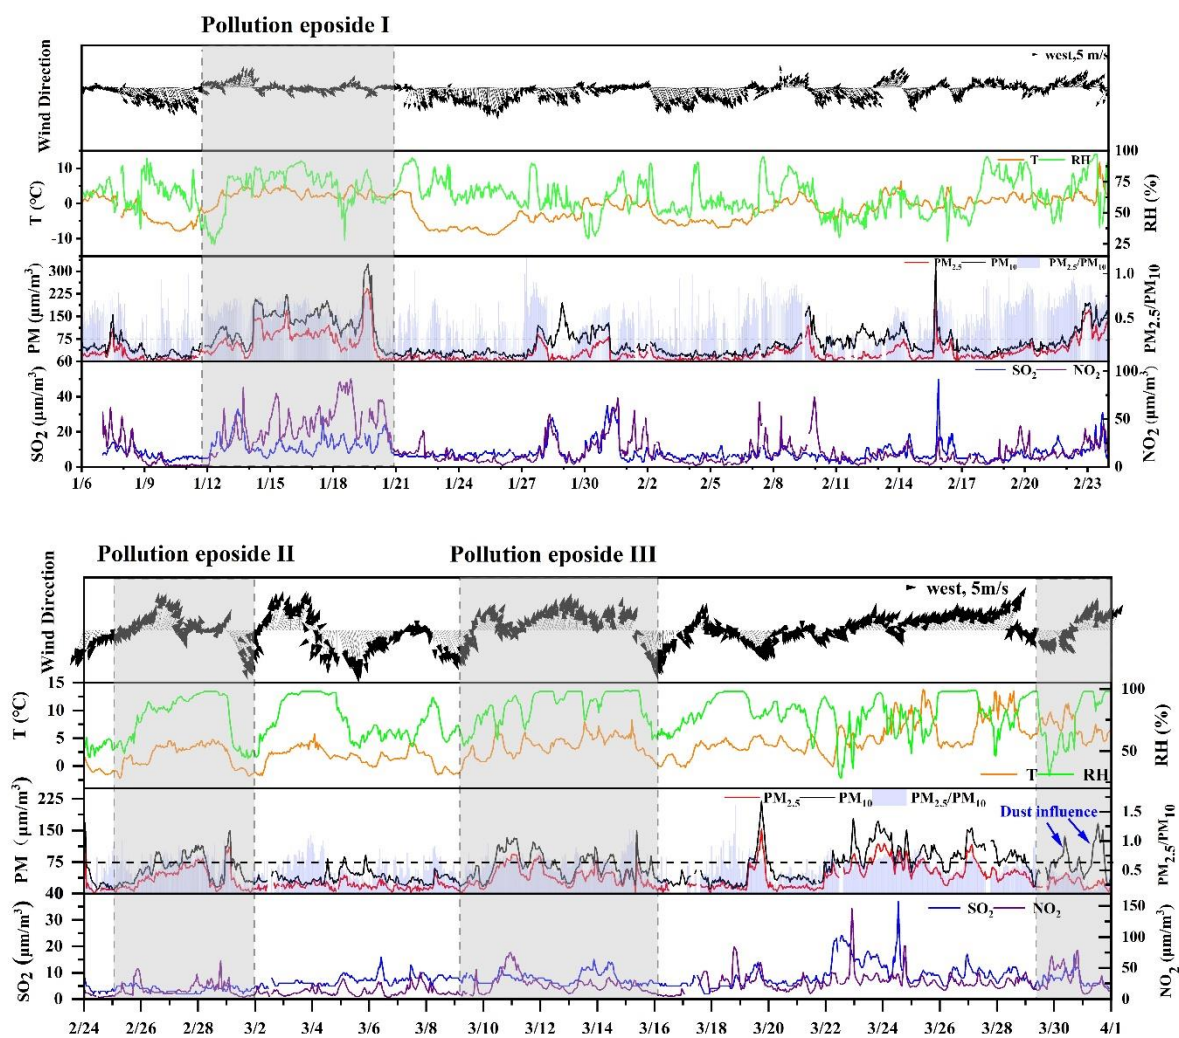 Pollution eposide I
Wind Direction
west,5 m/s
T (°C)
10
0
-10
T RH
100
75
50
25
RH (%)
PM (μm/m³)
300
225
150
75
60
PM2.5 PM10 PM2.5/PM10
1.0
0.5
0.0
PM2.5/PM10
SO2 (μm/m³)
40
20
0
SO2 NO2
100
50
0
NO2 (μm/m³)
1/6 1/9 1/12 1/15 1/18 1/21 1/24 1/27 1/30 2/2 2/5 2/8 2/11 2/14 2/17 2/20 2/23
Pollution eposide II Pollution eposide III
Wind Direction
west, 5m/s
T (°C)
15
10
5
0
T RH
100
50
RH (%)
PM (μm/m³)
225
150
75
40
PM2.5 PM10 PM2.5/PM10
Dust influence
1.5
1.0
0.5
PM2.5/PM10
SO2 (μm/m³)
30
20
10
0
SO2 NO2
150
100
50
0
NO2 (μm/m³)
2/24 2/26 2/28 3/2 3/4 3/6 3/8 3/10 3/12 3/14 3/16 3/18 3/20 3/22 3/24 3/26 3/28 3/30 4/1